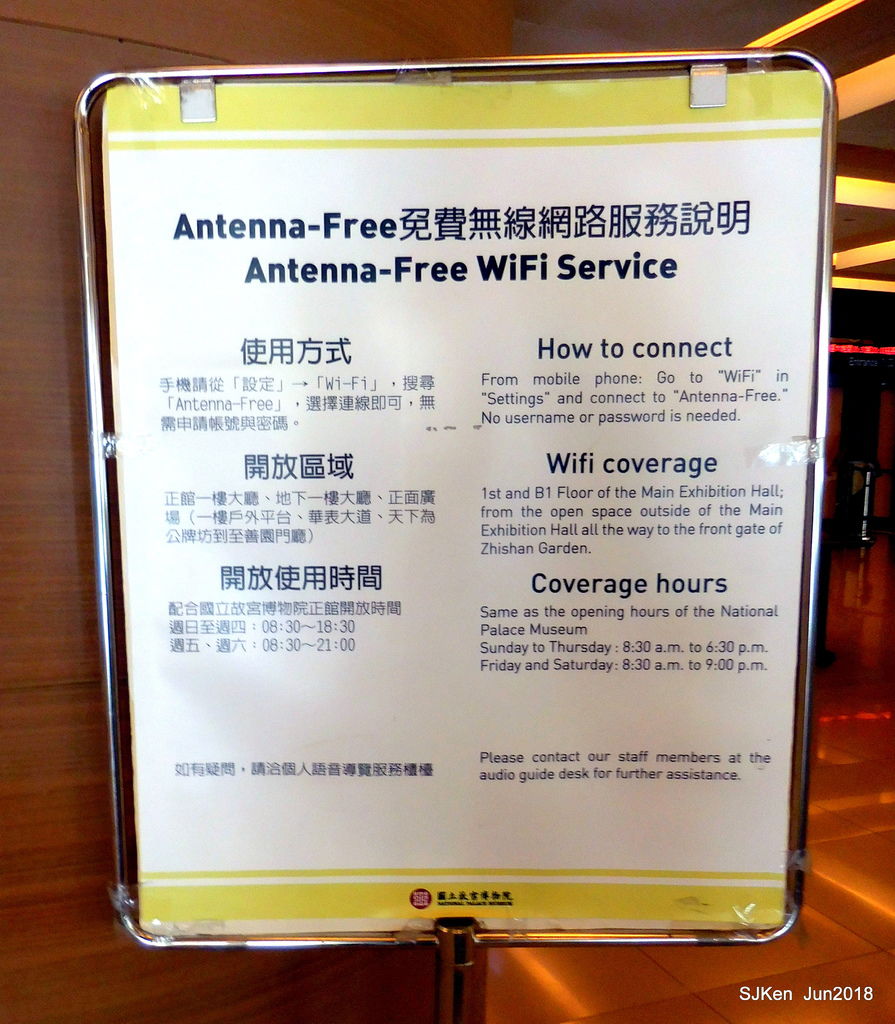 Antenna-Free免費無線網路服務說明
Antenna-Free WiFi Service
使用方式
手機請從「設定」→「Wi-Fi」，搜尋
「Antenna-Free」，選擇連線即可，無
需申請帳號與密碼。
How to connect
From mobile phone: Go to "WiFi" in
"Settings" and connect to "Antenna-Free."
No username or password is needed.
開放區域
正館一樓大廳、地下一樓大廳、正面廣
場（一樓戶外平台、華表大道、天下為
公牌坊到至善園門廳）
Wifi coverage
1st and B1 Floor of the Main Exhibition Hall;
from the open space outside of the Main
Exhibition Hall all the way to the front gate of
Zhishan Garden.
開放使用時間
配合國立故宮博物院正館開放時間
週日至週四：08:30～18:30
週五、週六：08:30～21:00
Coverage hours
Same as the opening hours of the National
Palace Museum
Sunday to Thursday : 8:30 a.m. to 6:30 p.m.
Friday and Saturday : 8:30 a.m. to 9:00 p.m.
如有疑問，請洽個人語音導覽服務櫃檯
Please contact our staff members at the
audio guide desk for further assistance.
國立故宮博物院
NATIONAL PALACE MUSEUM
SJKen Jun2018